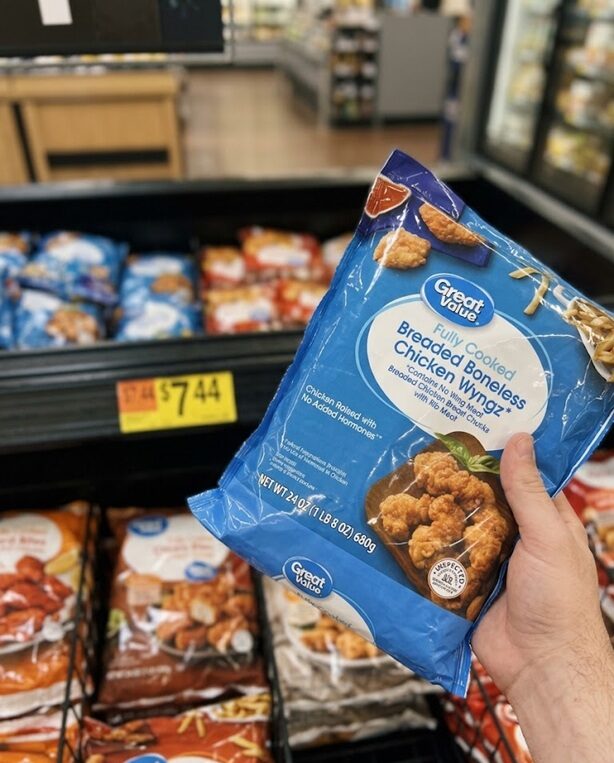 $7.44
$7 44
Great
Value
Fully Cooked
Breaded Boneless
Chicken Wyngz*
*Contains No Wing Meat
Breaded Chicken Breast Chunks
with Rib Meat
Chicken Raised with
No Added Hormones
NET WT 24 OZ (1 LB 8 OZ) 680g
Great
Value